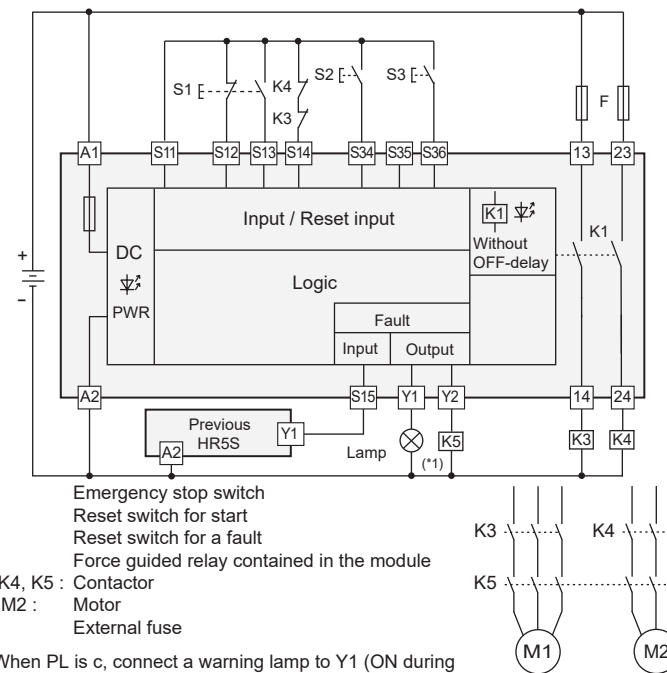 S1 K4 S2 S3
K3 F
A1 S11 S12 S13 S14 S34 S35 S36 13 23
Input / Reset input K1 K1
DC Without
OFF-delay
+ Logic
– PWR
Fault
Input Output
A2 S15 Y1 Y2 14 24
Previous
HR5S Y1 K5 K3 K4
A2 Lamp (*1)
Emergency stop switch
Reset switch for start
Reset switch for a fault
Force guided relay contained in the module
K4, K5 : Contactor
M2 : Motor
External fuse
When PL is c, connect a warning lamp to Y1 (ON during
K3 K4
K5
M1 M2